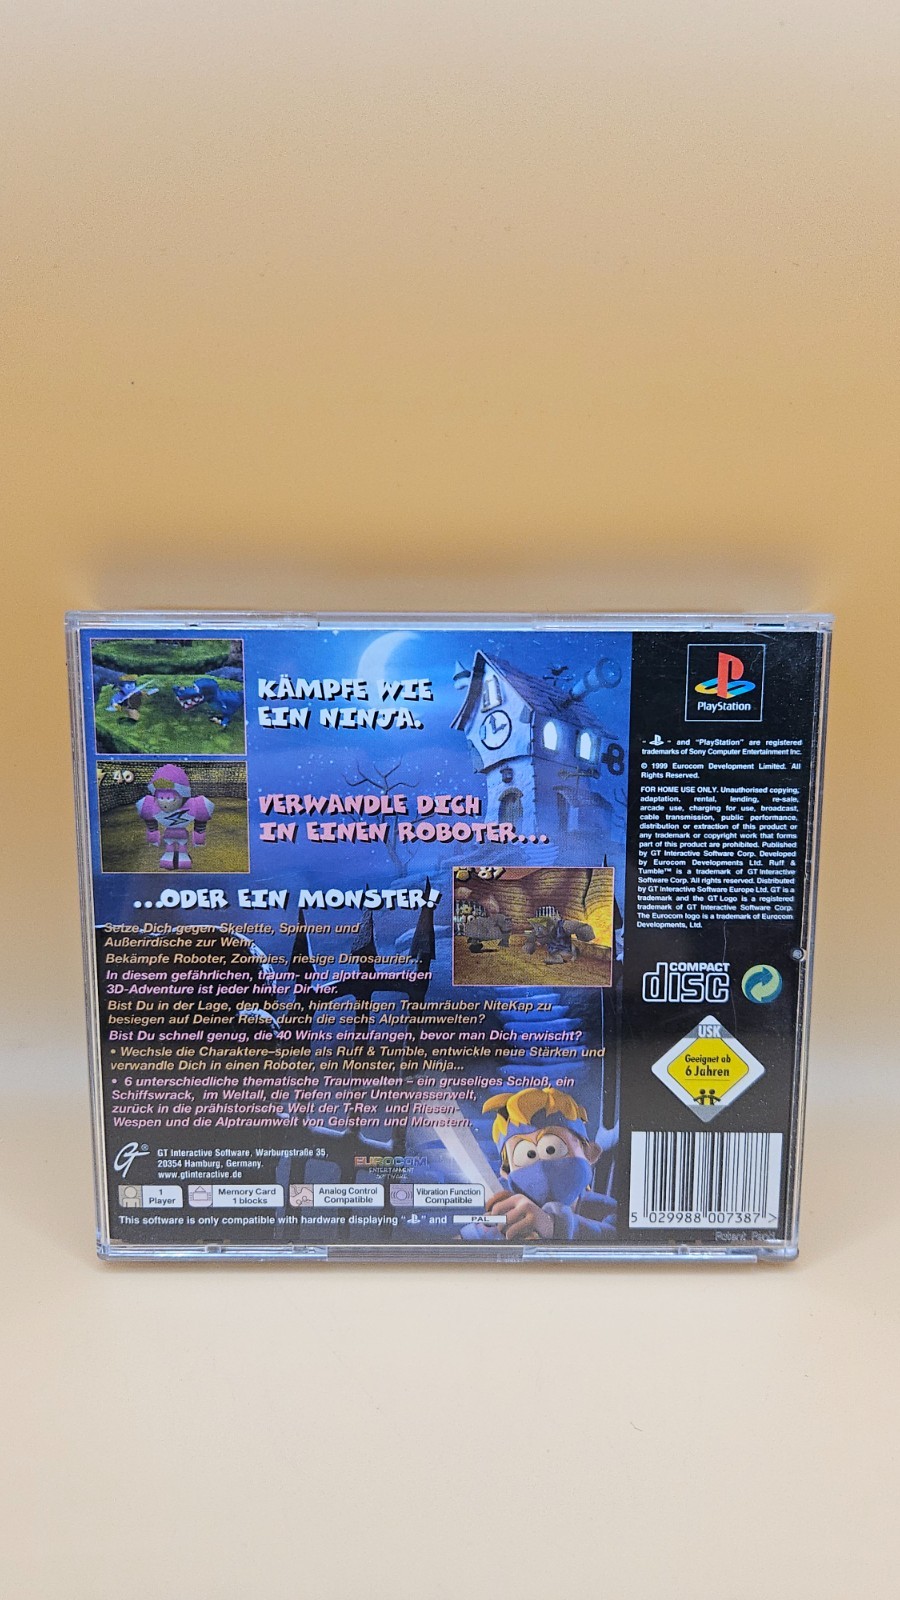 KÄMPFE WIE
EIN NINJA.
40
VERWANDLE DICH
IN EINEN ROBOTER...
...ODER EIN MONSTER!
87
Setze Dich gegen Skelette, Spinnen und
Außerirdische zur Wehr.
Bekämpfe Roboter, Zombies, riesige Dinosaurier...
In diesem gefährlichen, traum- und alptraumartigen
3D-Adventure ist jeder hinter Dir her.
Bist Du in der Lage, den bösen, hinterhältigen Traumräuber NiteKap zu
besiegen auf Deiner Reise durch die sechs Alptraumwelten?
Bist Du schnell genug, die 40 Winks einzufangen, bevor man Dich erwischt?
• Wechsle die Charaktere-spiele als Ruff & Tumble, entwickle neue Stärken und
verwandle Dich in einen Roboter, ein Monster, ein Ninja...
• 6 unterschiedliche thematische Traumwelten – ein gruseliges Schloß, ein
Schiffswrack, im Weltall, die Tiefen einer Unterwasserwelt,
zurück in die prähistorische Welt der T-Rex und Riesen-
Wespen und die Alptraumwelt von Geistern und Monstern.
GT® GT Interactive Software, Warburgstraße 35,
20354 Hamburg, Germany.
www.gtinteractive.de
EUROCOM
ENTERTAINMENT
SOFTWARE
1
Player
Memory Card
1 blocks
Analog Control
Compatible
Vibration Function
Compatible
This software is only compatible with hardware displaying " " and PAL
PlayStation
" " and "PlayStation" are registered
trademarks of Sony Computer Entertainment Inc.
© 1999 Eurocom Development Limited. All
Rights Reserved.
FOR HOME USE ONLY. Unauthorised copying,
adaptation, rental, lending, re-sale,
arcade use, charging for use, broadcast,
cable transmission, public performance,
distribution or extraction of this product or
any trademark or copyright work that forms
part of this product are prohibited. Published
by GT Interactive Software Corp. Developed
by Eurocom Developments Ltd. Ruff &
Tumble™ is a trademark of GT Interactive
Software Corp. All rights reserved. Distributed
by GT Interactive Software Europe Ltd. GT is a
trademark and the GT Logo is a registered
trademark of GT Interactive Software Corp.
The Eurocom logo is a trademark of Eurocom
Developments, Ltd.
COMPACT
disc
USK
Geeignet ab
6 Jahren
5 029988 007387 >